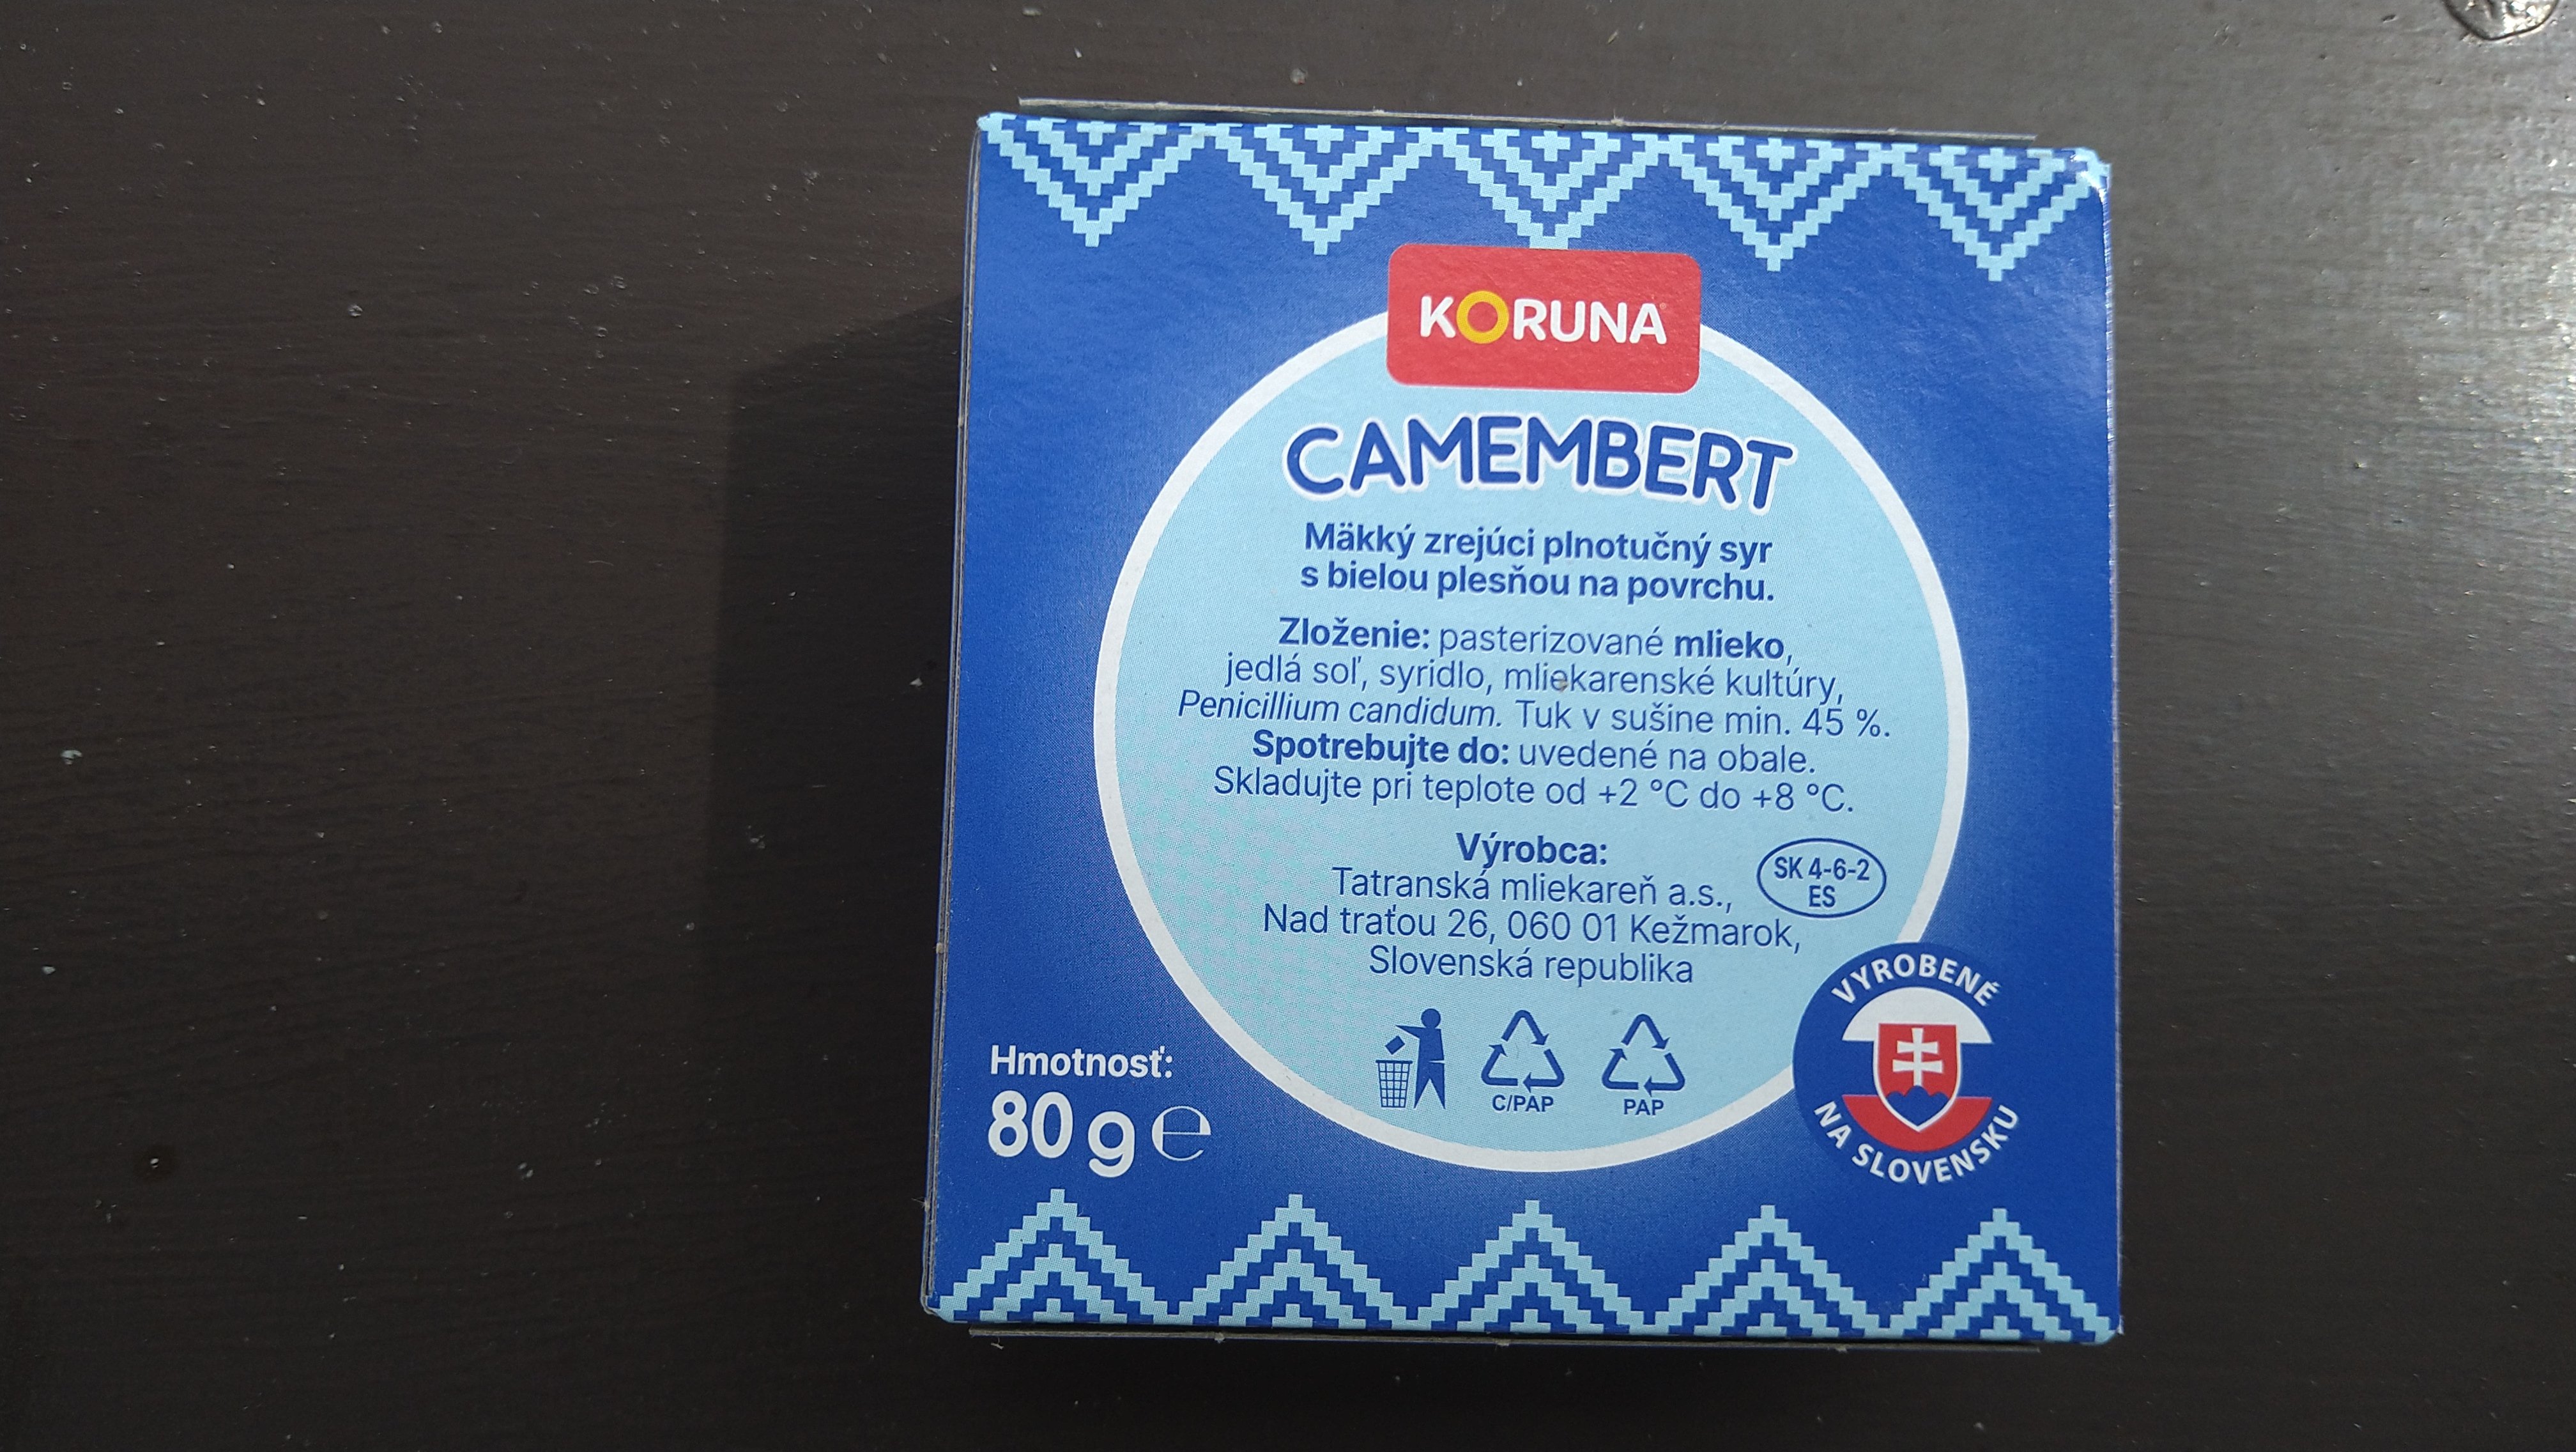 KORUNA
CAMEMBERT
Mäkký zrejúci plnotučný syr
s bielou plesňou na povrchu.
Zloženie: pasterizované mlieko,
jedlá soľ, syridlo, mliekarenské kultúry,
Penicillium candidum. Tuk v sušine min. 45 %.
Spotrebujte do: uvedené na obale.
Skladujte pri teplote od +2 °C do +8 °C.
Výrobca:
Tatranská mliekareň a.s.,
Nad traťou 26, 060 01 Kežmarok,
Slovenská republika
SK 4-6-2
ES
C/PAP
PAP
Hmotnosť:
80 g ℮
VYROBENÉ
NA SLOVENSKU